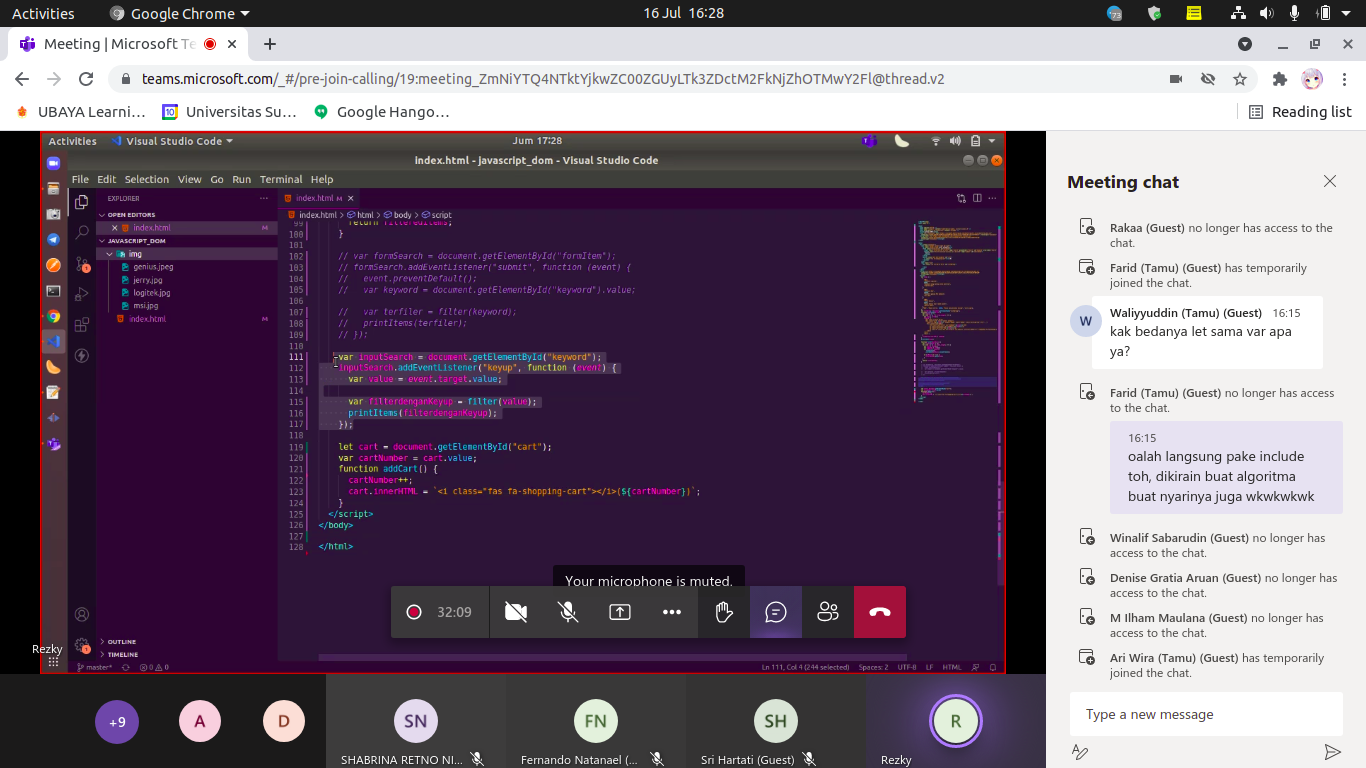 Activities
Google Chrome
16 Jul 16:28
73
Meeting | Microsoft Te
teams.microsoft.com/_#/pre-join-calling/19:meeting_ZmNiYTQ4NTktYjkwZC00ZGUyLTk3ZDctM2FkNjZhOTMwY2Fl@thread.v2
UBAYA Learni...
10
Universitas Su...
Google Hango...
Reading list
Activities
Visual Studio Code
Jum 17:28
index.html - javascript_dom - Visual Studio Code
File Edit Selection View Go Run Terminal Help
EXPLORER
OPEN EDITORS
index.html M
JAVASCRIPT_DOM
img
genius.jpeg
jerry.jpg
logitek.jpg
msi.jpg
index.html M
OUTLINE
TIMELINE
index.html M
index.html > html > body > script
99 return filteredItems;
100 }
101
102 // var formSearch = document.getElementById("formItem");
103 // formSearch.addEventListener("submit", function (event) {
104 // event.preventDefault();
105 // var keyword = document.getElementById("keyword").value;
106
107 // var terfiler = filter(keyword);
108 // printItems(terfiler);
109 // });
110
111 var inputSearch = document.getElementById("keyword");
112 inputSearch.addEventListener("keyup", function (event) {
113 var value = event.target.value;
114
115 var filterdenganKeyup = filter(value);
116 printItems(filterdenganKeyup);
117 });
118
119 let cart = document.getElementById("cart");
120 var cartNumber = cart.value;
121 function addCart() {
122 cartNumber++;
123 cart.innerHTML = `<i class="fas fa-shopping-cart"></i>(${cartNumber})`;
124 }
125 </script>
126 </body>
127
128 </html>
Your microphone is muted.
32:09
Rezky
master*
0 0
Ln 111, Col 4 (244 selected)
Spaces: 2
UTF-8
LF
HTML
+9
A
D
SN
SHABRINA RETNO NI...
FN
Fernando Natanael (...
SH
Sri Hartati (Guest)
R
Rezky
Meeting chat
Rakaa (Guest) no longer has access to the
chat.
Farid (Tamu) (Guest) has temporarily
joined the chat.
W
Waliyyuddin (Tamu) (Guest) 16:15
kak bedanya let sama var apa
ya?
Farid (Tamu) (Guest) no longer has access
to the chat.
16:15
oalah langsung pake include
toh, dikirain buat algoritma
buat nyarinya juga wkwkwkwk
Winalif Sabarudin (Guest) no longer has
access to the chat.
Denise Gratia Aruan (Guest) no longer has
access to the chat.
M Ilham Maulana (Guest) no longer has
access to the chat.
Ari Wira (Tamu) (Guest) has temporarily
joined the chat.
Type a new message